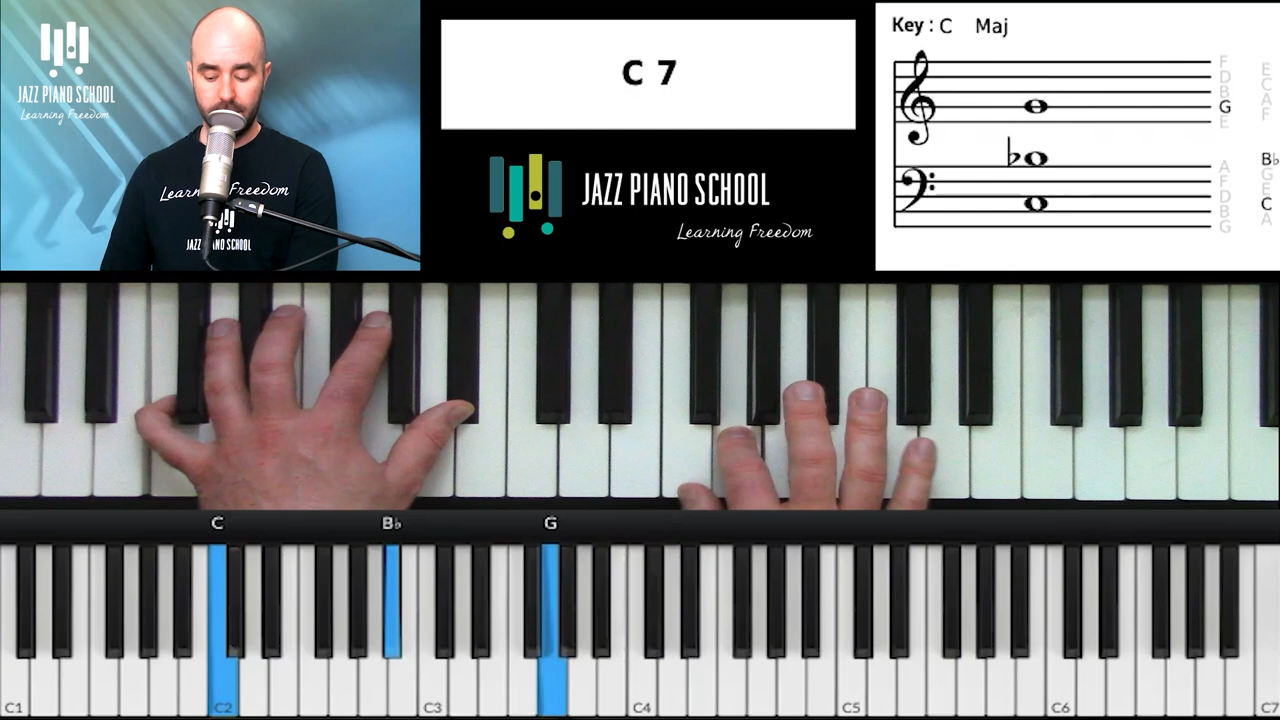 JAZZ PIANO SCHOOL
Learning Freedom
Learning Freedom
JAZZ PIANO SCHOOL
C 7
JAZZ PIANO SCHOOL
Learning Freedom
Key : C Maj
F
D
B
G
E
E
C
A
F
A
F
D
B
G
B♭
G
E
C
A
C
B♭
G
C1
C2
C3
C4
C5
C6
C7